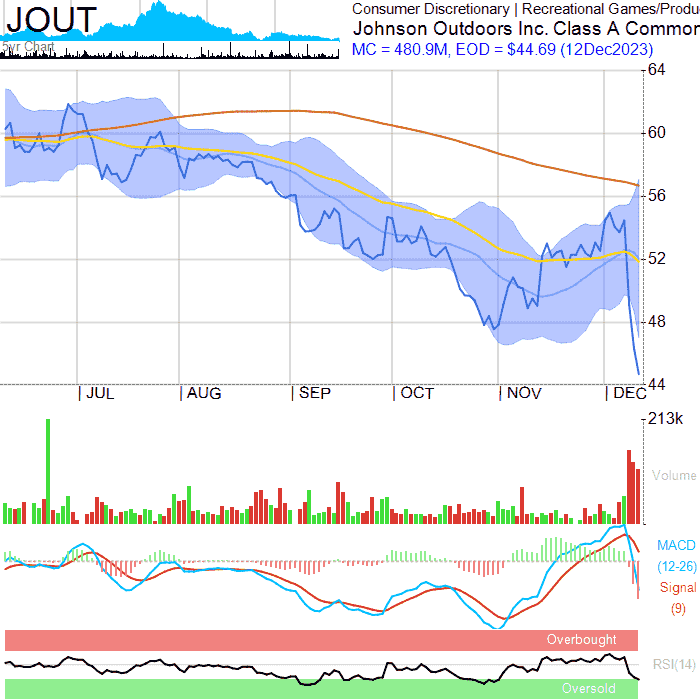 JOUT
5yr Chart
Consumer Discretionary | Recreational Games/Produ
Johnson Outdoors Inc. Class A Common
MC = 480.9M, EOD = $44.69 (12Dec2023)
64
60
56
52
48
44
| JUL | AUG | SEP | OCT | NOV | DEC
213k
Volume
MACD
(12-26)
Signal
(9)
Overbought
RSI(14)
Oversold